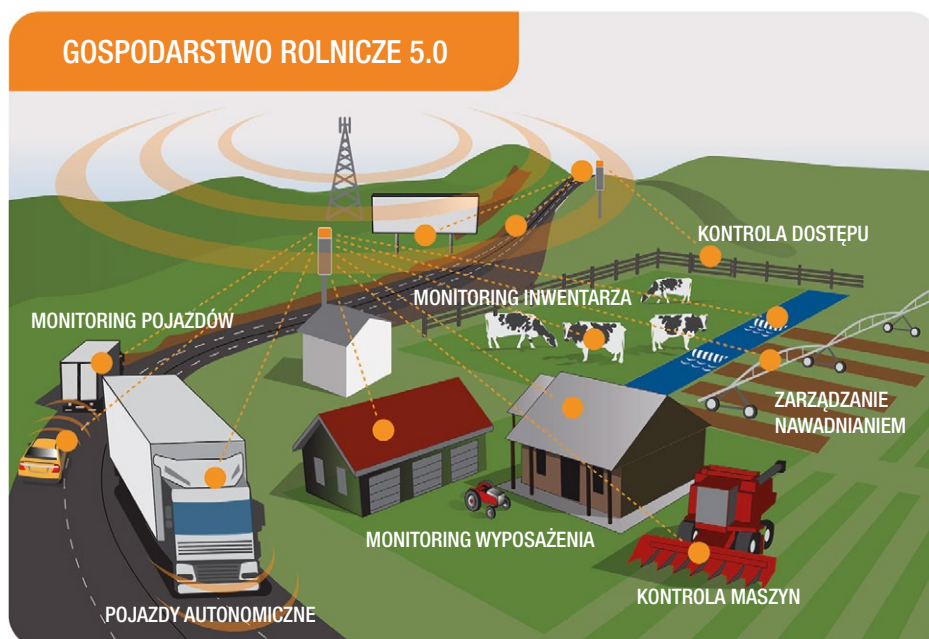 GOSPODARSTWO ROLNICZE 5.0
KONTROLA DOSTĘPU
MONITORING INWENTARZA
MONITORING POJAZDÓW
ZARZĄDZANIE
NAWADNIANIEM
MONITORING WYPOSAŻENIA
KONTROLA MASZYN
POJAZDY AUTONOMICZNE